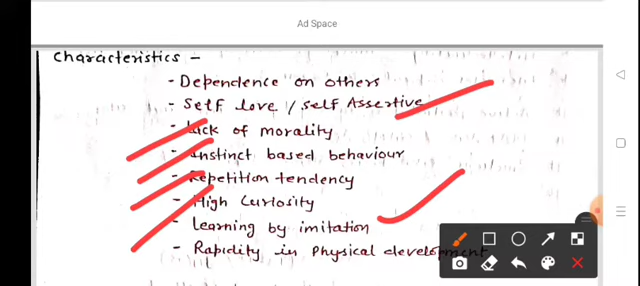 Ad Space
Characteristics -
- Dependence on others
- Self love / self Assertive
- Lack of morality
- Instinct based behaviour
- Repetition tendency
- High Curiosity
- Learning by imitation
- Rapidity in Physical development